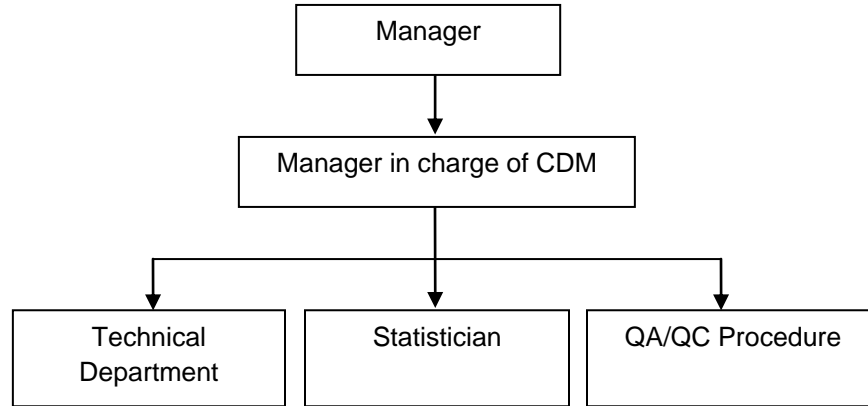 Manager
Manager in charge of CDM
Technical
Department
Statistician
QA/QC Procedure